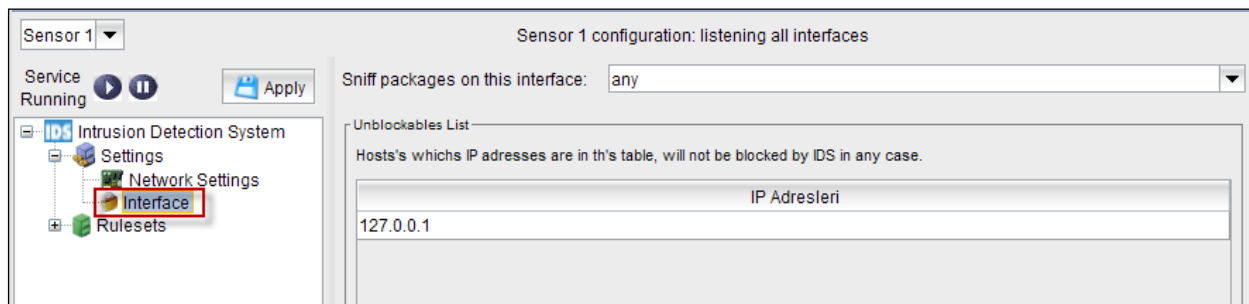 Sensor 1
Sensor 1 configuration: listening all interfaces
Service
Running
Apply
Sniff packages on this interface:
any
IDS Intrusion Detection System
Settings
Network Settings
Interface
Rulesets
Unblockables List
Hosts's whichs IP adresses are in th's table, will not be blocked by IDS in any case.
IP Adresleri
127.0.0.1